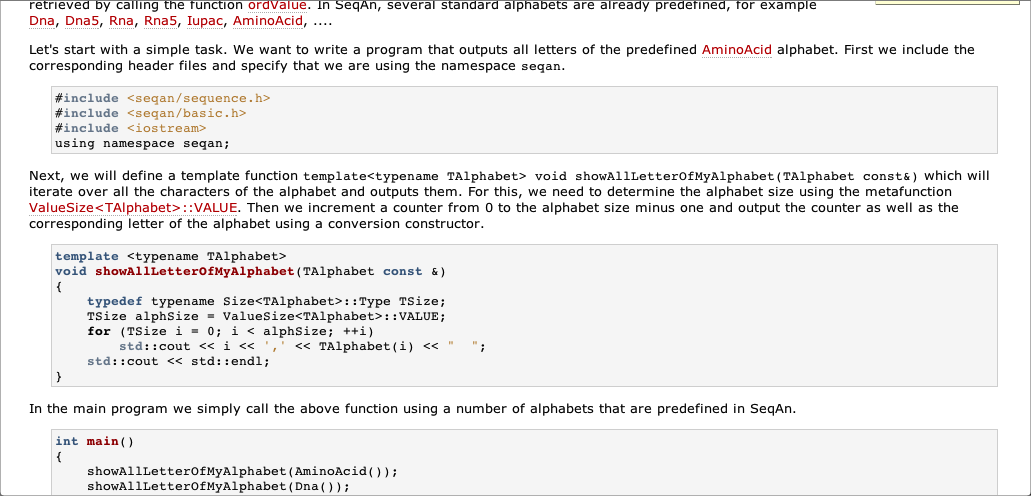 retrieved by calling the function ordValue. In SeqAn, several standard alphabets are already predefined, for example
Dna, Dna5, Rna, Rna5, Iupac, AminoAcid, ....
Let's start with a simple task. We want to write a program that outputs all letters of the predefined AminoAcid alphabet. First we include the
corresponding header files and specify that we are using the namespace seqan.
#include <seqan/sequence.h>
#include <seqan/basic.h>
#include <iostream>
using namespace seqan;
Next, we will define a template function template<typename TAlphabet> void showAllLetterOfMyAlphabet(TAlphabet const&) which will
iterate over all the characters of the alphabet and outputs them. For this, we need to determine the alphabet size using the metafunction
ValueSize<TAlphabet>::VALUE. Then we increment a counter from 0 to the alphabet size minus one and output the counter as well as the
corresponding letter of the alphabet using a conversion constructor.
template <typename TAlphabet>
void showAllLetterOfMyAlphabet(TAlphabet const &)
{
    typedef typename Size<TAlphabet>::Type TSize;
    TSize alphSize = ValueSize<TAlphabet>::VALUE;
    for (TSize i = 0; i < alphSize; ++i)
        std::cout << i << ',' << TAlphabet(i) << "  ";
    std::cout << std::endl;
}
In the main program we simply call the above function using a number of alphabets that are predefined in SeqAn.
int main()
{
    showAllLetterOfMyAlphabet(AminoAcid());
    showAllLetterOfMyAlphabet(Dna());